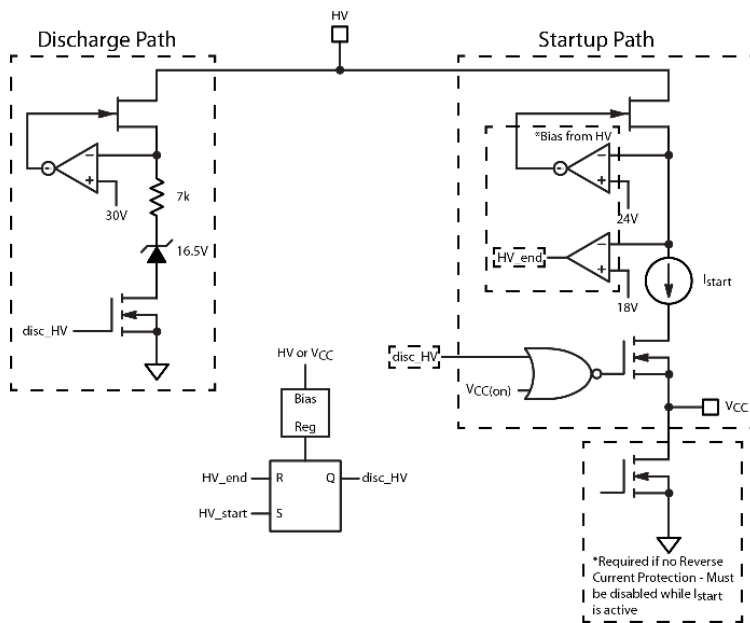 HV
Discharge Path
Startup Path
*Bias from HV
30V
7k
16.5V
disc_HV
24V
HV_end
18V
Istart
disc_HV
VCC(on)
VCC
HV or VCC
Bias
Reg
HV_end
R
Q
disc_HV
HV_start
S
*Required if no Reverse
Current Protection - Must
be disabled while Istart
is active